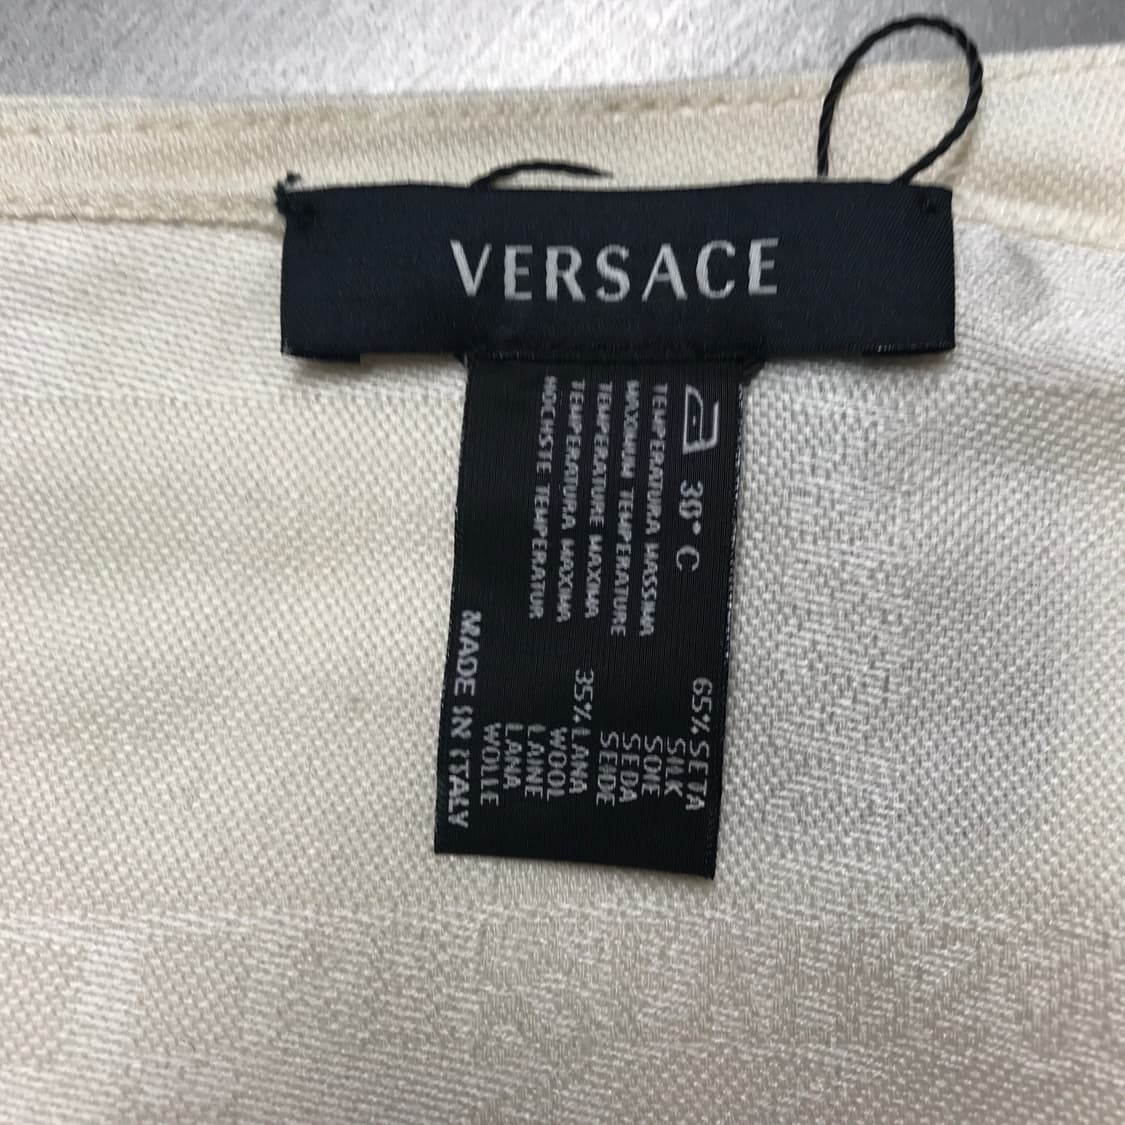 VERSACE
30° C
TEMPERATURA MASSIMA
MAXIMUM TEMPERATURE
TEMPERATURE MAXIMA
TEMPERATURA MAXIMA
HÖCHSTE TEMPERATUR
65% SETA
SILK
SOIE
SEDA
SEIDE
35% LANA
WOOL
LAINE
LANA
WOLLE
MADE IN ITALY